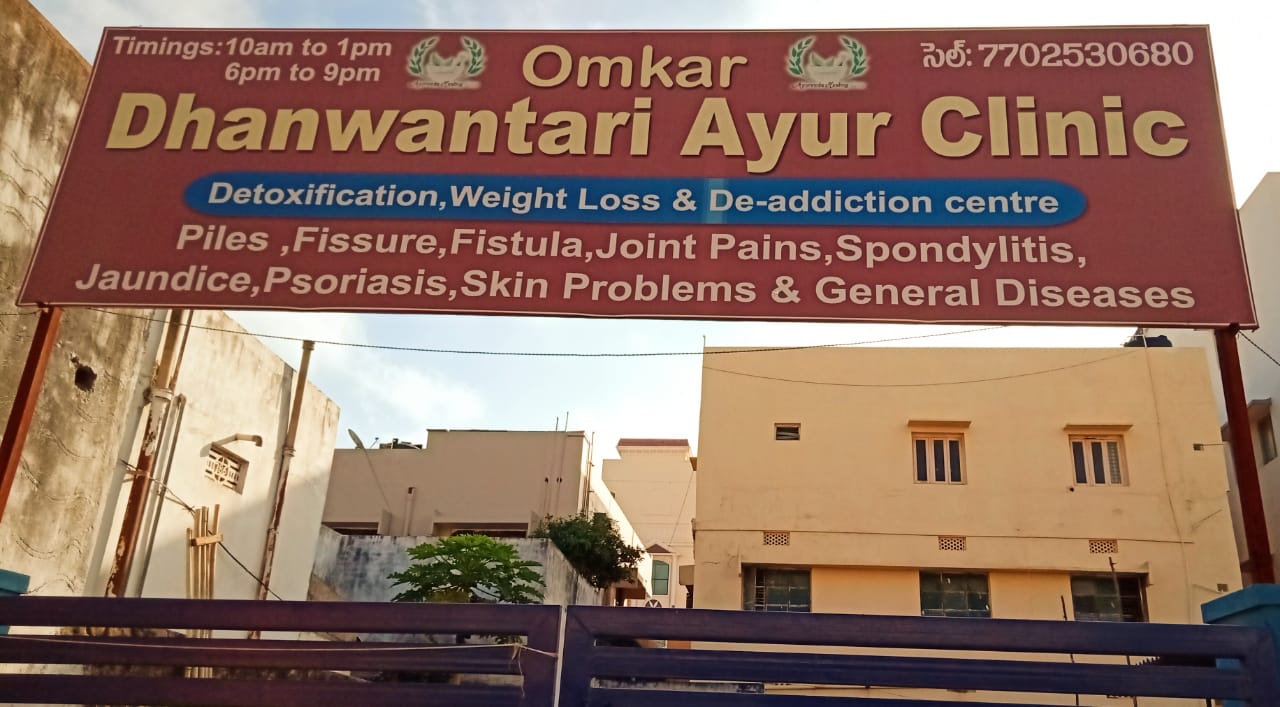 Timings:10am to 1pm
6pm to 9pm
Omkar
సెల్: 7702530680
Dhanwantari Ayur Clinic
Detoxification,Weight Loss & De-addiction centre
Piles ,Fissure,Fistula,Joint Pains,Spondylitis,
Jaundice,Psoriasis,Skin Problems & General Diseases